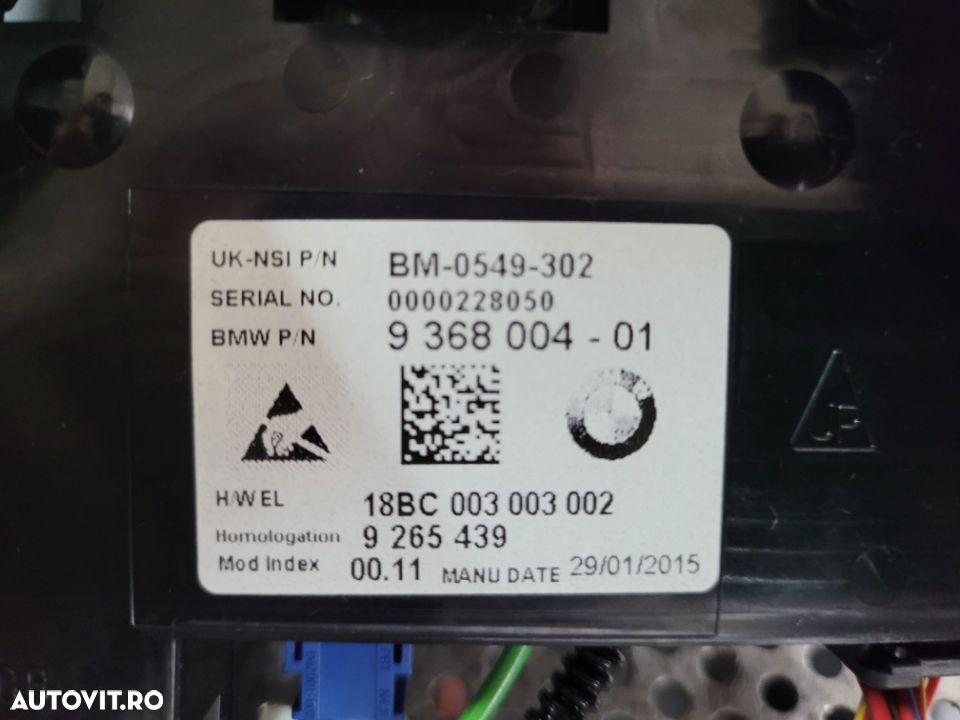 UK-NSI P/N BM-0549-302
SERIAL NO. 0000228050
BMW P/N 9 368 004 - 01
JP
H/W EL 18BC 003 003 002
Homologation 9 265 439
Mod Index 00.11 MANU DATE 29/01/2015
AUTOVIT.RO